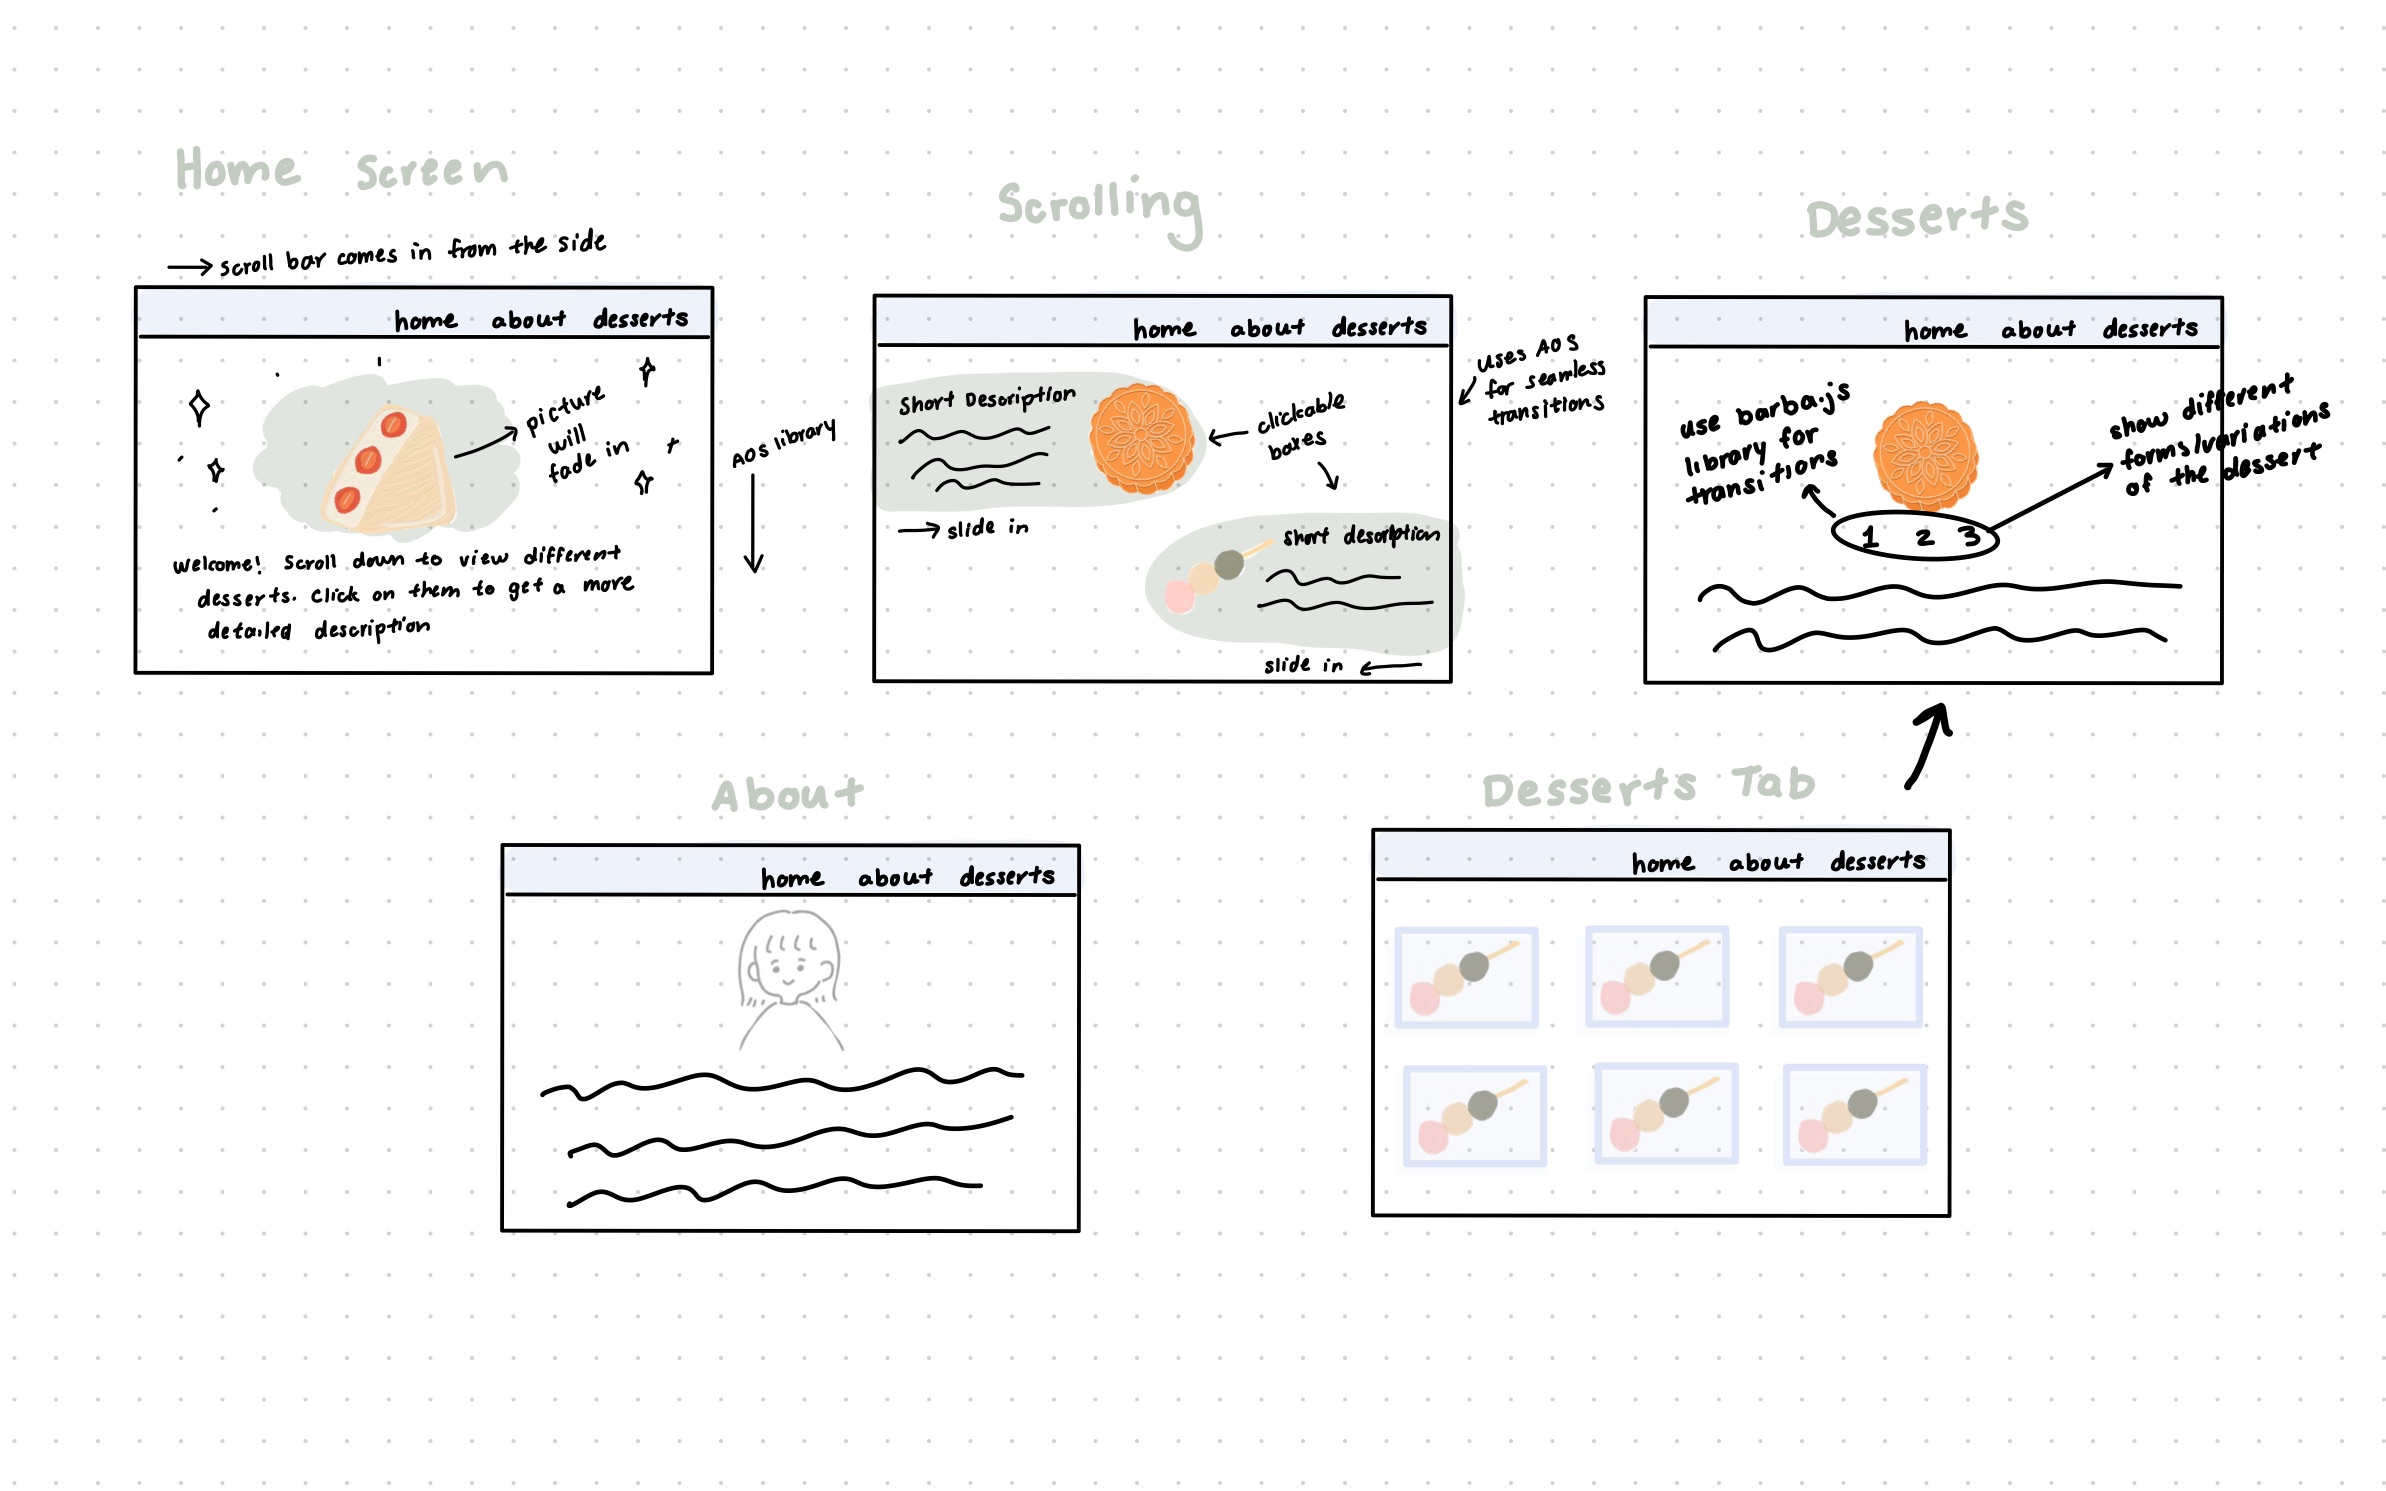 Home Screen
→ scroll bar comes in from the side
home about desserts
picture
will
fade in
Welcome! Scroll down to view different
desserts. Click on them to get a more
detailed description
AOS library
Scrolling
home about desserts
Short Description
clickable
boxes
→ slide in
short description
slide in ←
uses AOS
for seamless
transitions
Desserts
home about desserts
use barba.js
library for
transitions
show different
forms/variations
of the dessert
1 2 3
About
home about desserts
Desserts Tab
home about desserts